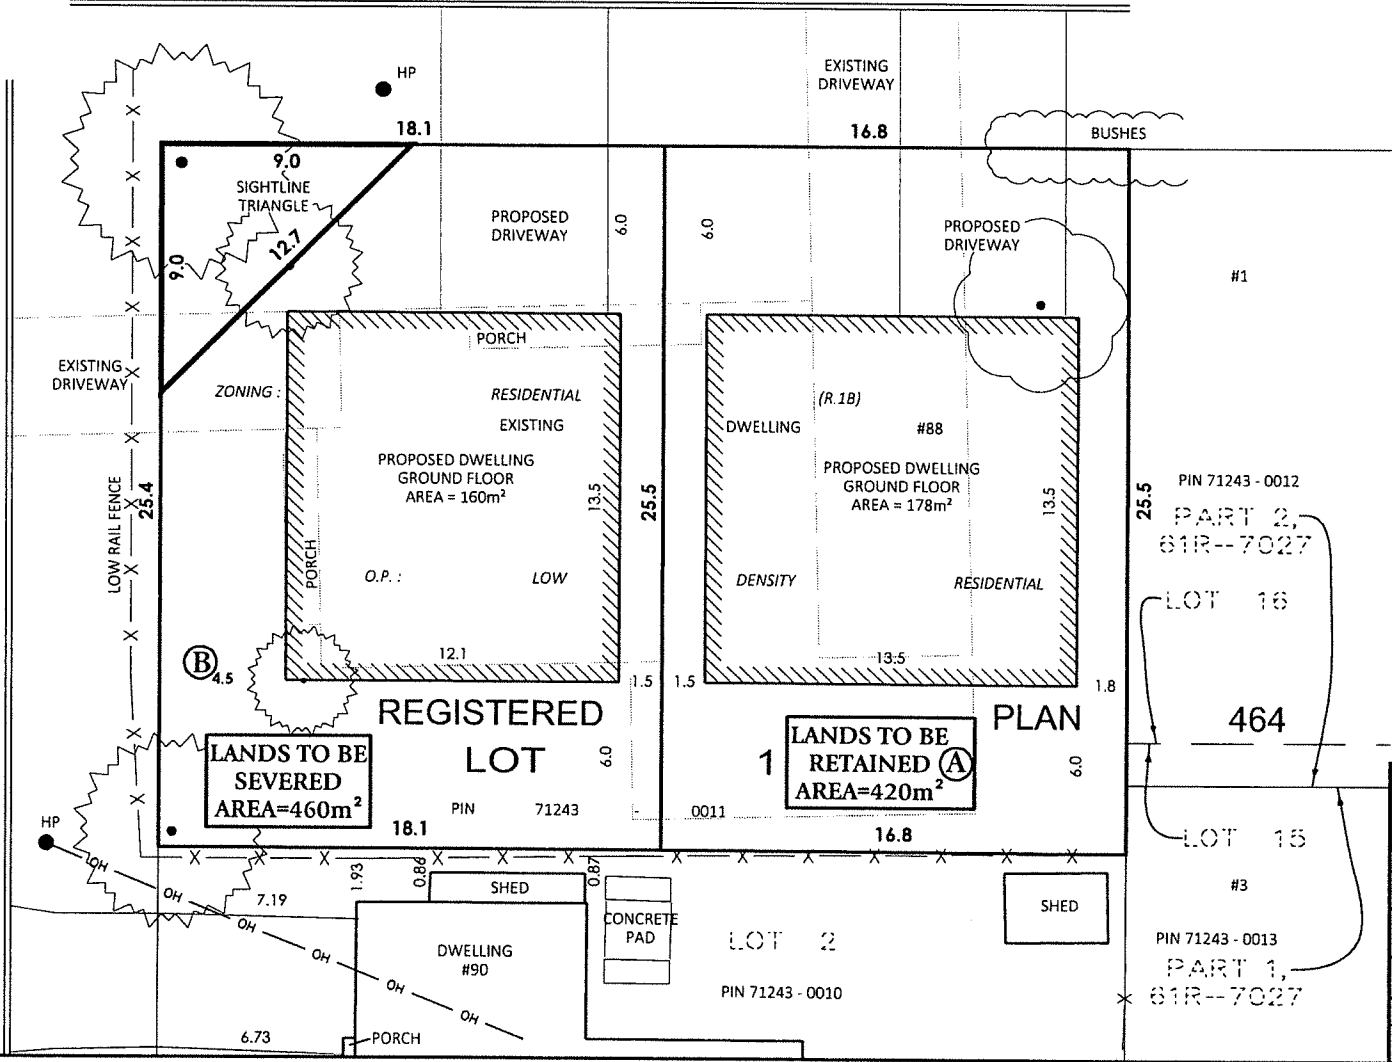 HP
EXISTING
DRIVEWAY
BUSHES
18.1
16.8
9.0
SIGHTLINE
TRIANGLE
12.7
9.0
PROPOSED
DRIVEWAY
6.0
6.0
PROPOSED
DRIVEWAY
#1
PORCH
EXISTING
DRIVEWAY
ZONING :
RESIDENTIAL
(R.1B)
EXISTING
DWELLING
#88
PROPOSED DWELLING
GROUND FLOOR
AREA = 160m²
PROPOSED DWELLING
GROUND FLOOR
AREA = 178m²
LOW RAIL FENCE
25.4
13.5
25.5
13.5
25.5
PIN 71243 - 0012
PART 2,
61R--7027
LOT 16
PORCH
O.P. :
LOW
DENSITY
RESIDENTIAL
12.1
13.5
B
4.5
1.5
1.5
1.8
REGISTERED
PLAN
464
LOT
1
LANDS TO BE
SEVERED
AREA=460m²
LANDS TO BE
RETAINED A
AREA=420m²
6.0
6.0
PIN 71243 - 0011
18.1
16.8
HP
OH
OH
OH
OH
OH
OH
7.19
1.93
0.86
0.87
SHED
CONCRETE
PAD
LOT 2
SHED
LOT 15
#3
DWELLING
#90
PIN 71243 - 0010
PIN 71243 - 0013
PART 1,
61R--7027
6.73
PORCH